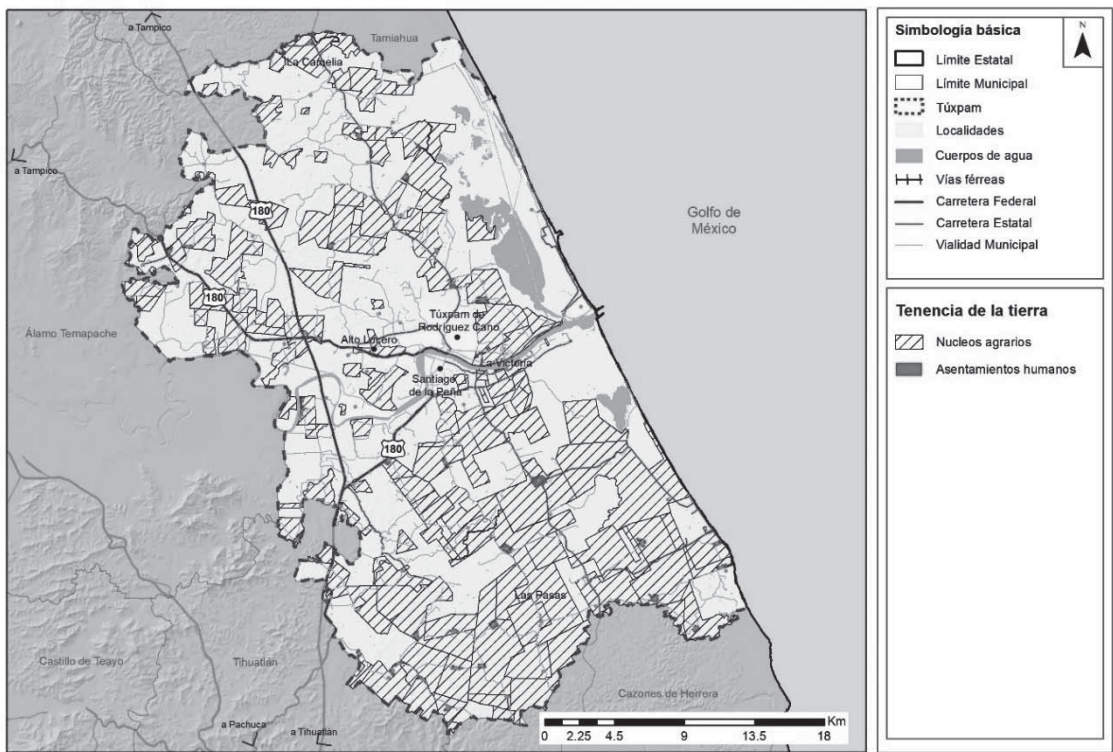 a Tampico
Tamiahua
La Camelia
a Tampico
180
Golfo de
México
180
Túxpam de
Rodríguez Cano
Álamo Temapache
Alto Lucero
La Victoria
Santiago
de la Peña
180
Las Pasas
Castillo de Teayo
Tihuatlán
Cazones de Herrera
a Pachuca
a Tihuatlán
Km
0 2.25 4.5 9 13.5 18
Simbología básica
N
Límite Estatal
Límite Municipal
Túxpam
Localidades
Cuerpos de agua
Vías férreas
Carretera Federal
Carretera Estatal
Vialidad Municipal
Tenencia de la tierra
Nucleos agrarios
Asentamientos humanos